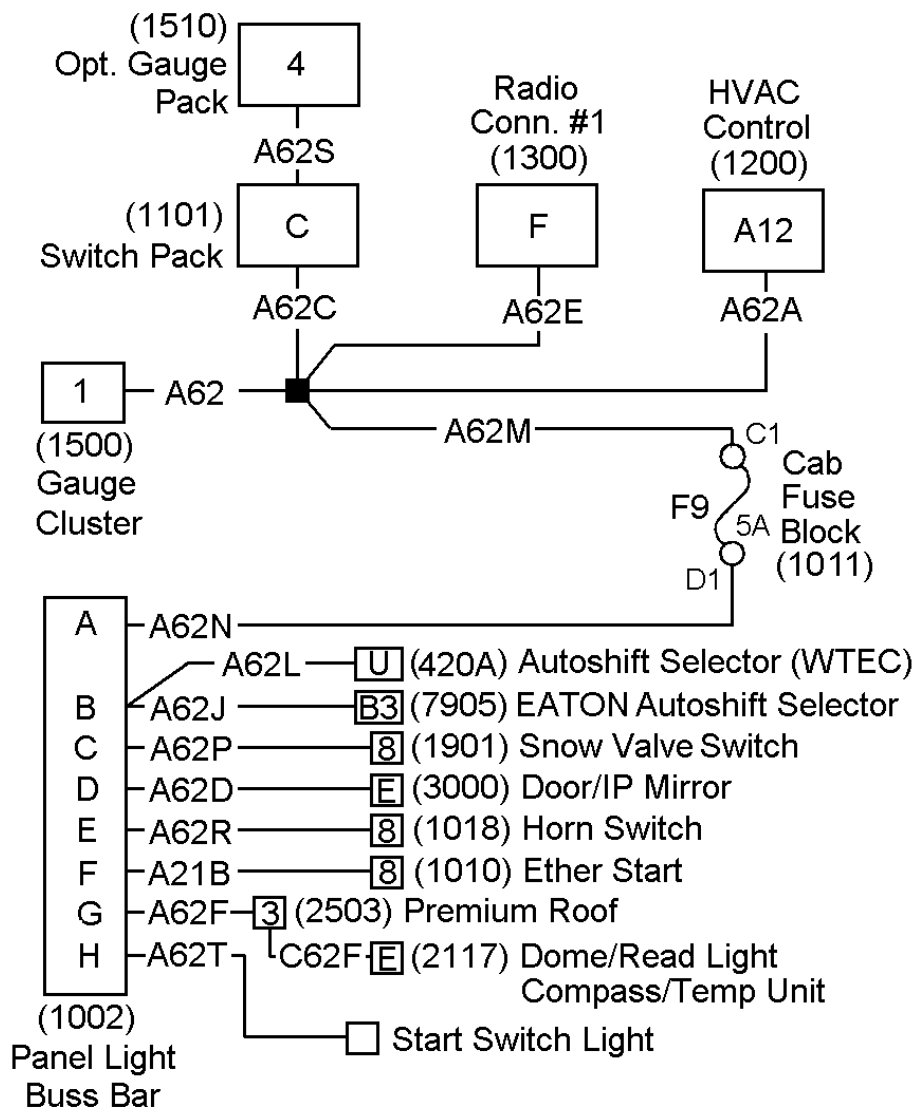 (1510)
Opt. Gauge
Pack
4
A62S
Radio
Conn. #1
(1300)
HVAC
Control
(1200)
(1101)
Switch Pack
C
F
A12
A62C
A62E
A62A
1
A62
(1500)
Gauge
Cluster
A62M
C1
F9
5A
D1
Cab
Fuse
Block
(1011)
A
A62N
A62L U (420A) Autoshift Selector (WTEC)
B A62J B3 (7905) EATON Autoshift Selector
C A62P 8 (1901) Snow Valve Switch
D A62D E (3000) Door/IP Mirror
E A62R 8 (1018) Horn Switch
F A21B 8 (1010) Ether Start
G A62F 3 (2503) Premium Roof
H A62T C62F E (2117) Dome/Read Light
Compass/Temp Unit
(1002)
Panel Light
Buss Bar
Start Switch Light